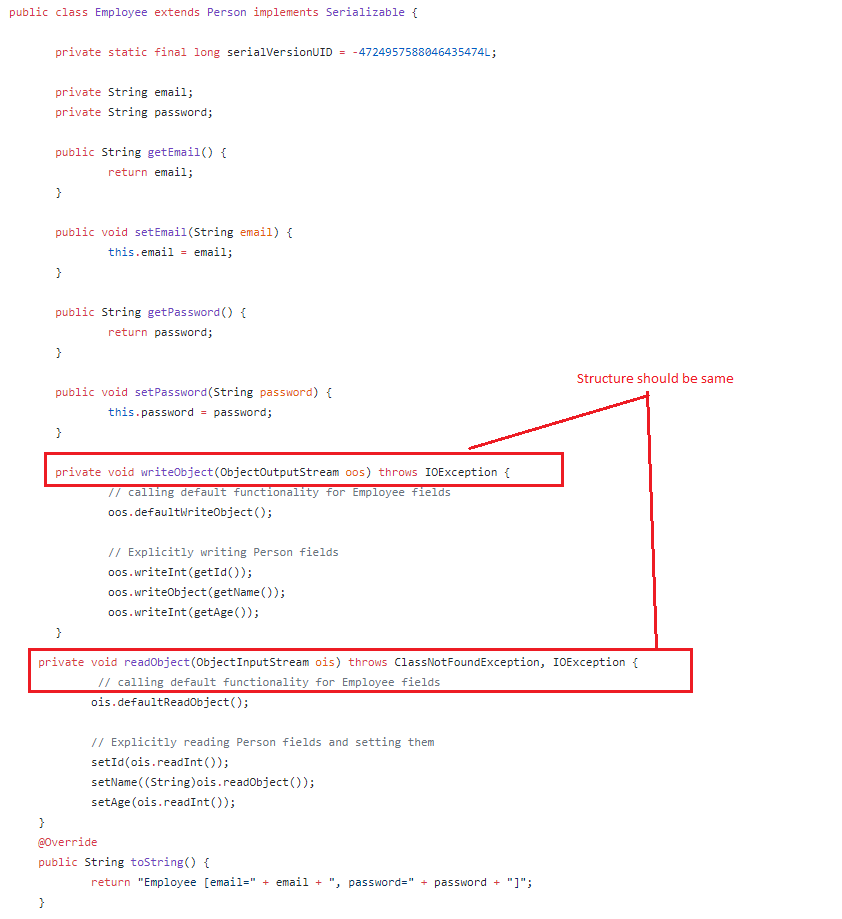 public class Employee extends Person implements Serializable {
private static final long serialVersionUID = -4724957588046435474L;
private String email;
private String password;
public String getEmail() {
return email;
}
public void setEmail(String email) {
this.email = email;
}
public String getPassword() {
return password;
}
public void setPassword(String password) {
this.password = password;
}
Structure should be same
private void writeObject(ObjectOutputStream oos) throws IOException {
// calling default functionality for Employee fields
oos.defaultWriteObject();
// Explicitly writing Person fields
oos.writeInt(getId());
oos.writeObject(getName());
oos.writeInt(getAge());
}
private void readObject(ObjectInputStream ois) throws ClassNotFoundException, IOException {
// calling default functionality for Employee fields
ois.defaultReadObject();
// Explicitly reading Person fields and setting them
setId(ois.readInt());
setName((String)ois.readObject());
setAge(ois.readInt());
}
@Override
public String toString() {
return "Employee [email=" + email + ", password=" + password + "]";
}